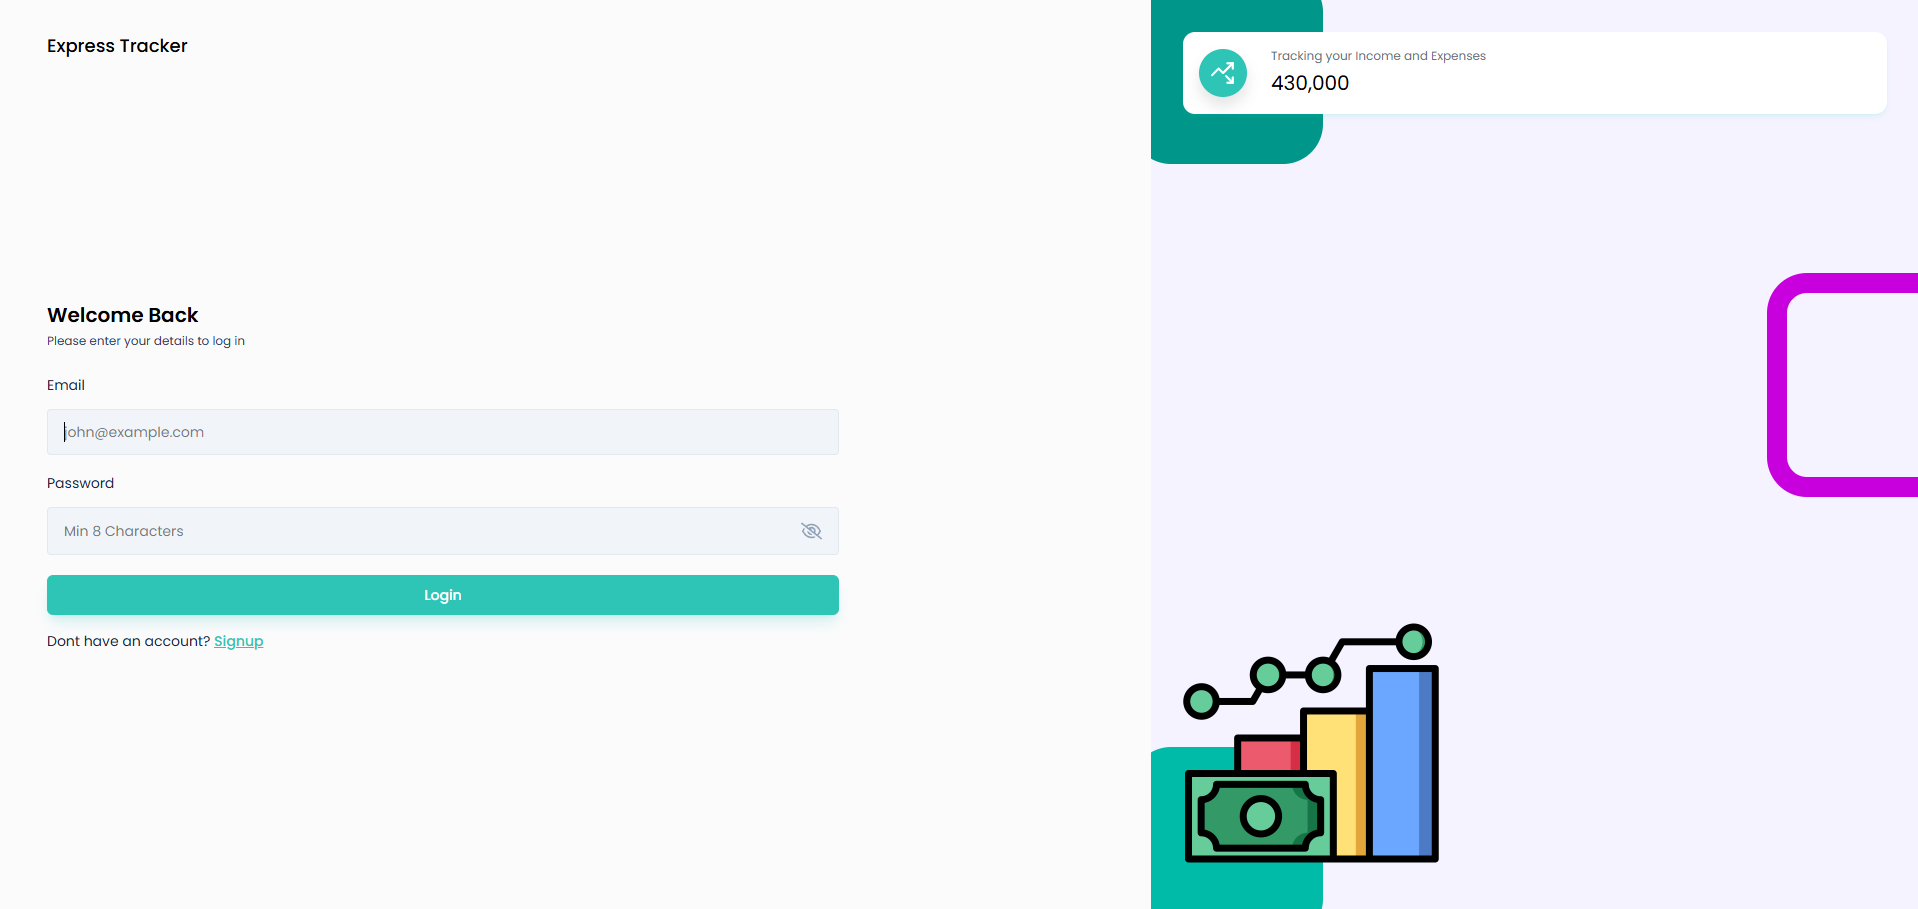 Express Tracker
Welcome Back
Please enter your details to log in
Email
john@example.com
Password
Min 8 Characters
Login
Dont have an account? Signup
Tracking your Income and Expenses
430,000